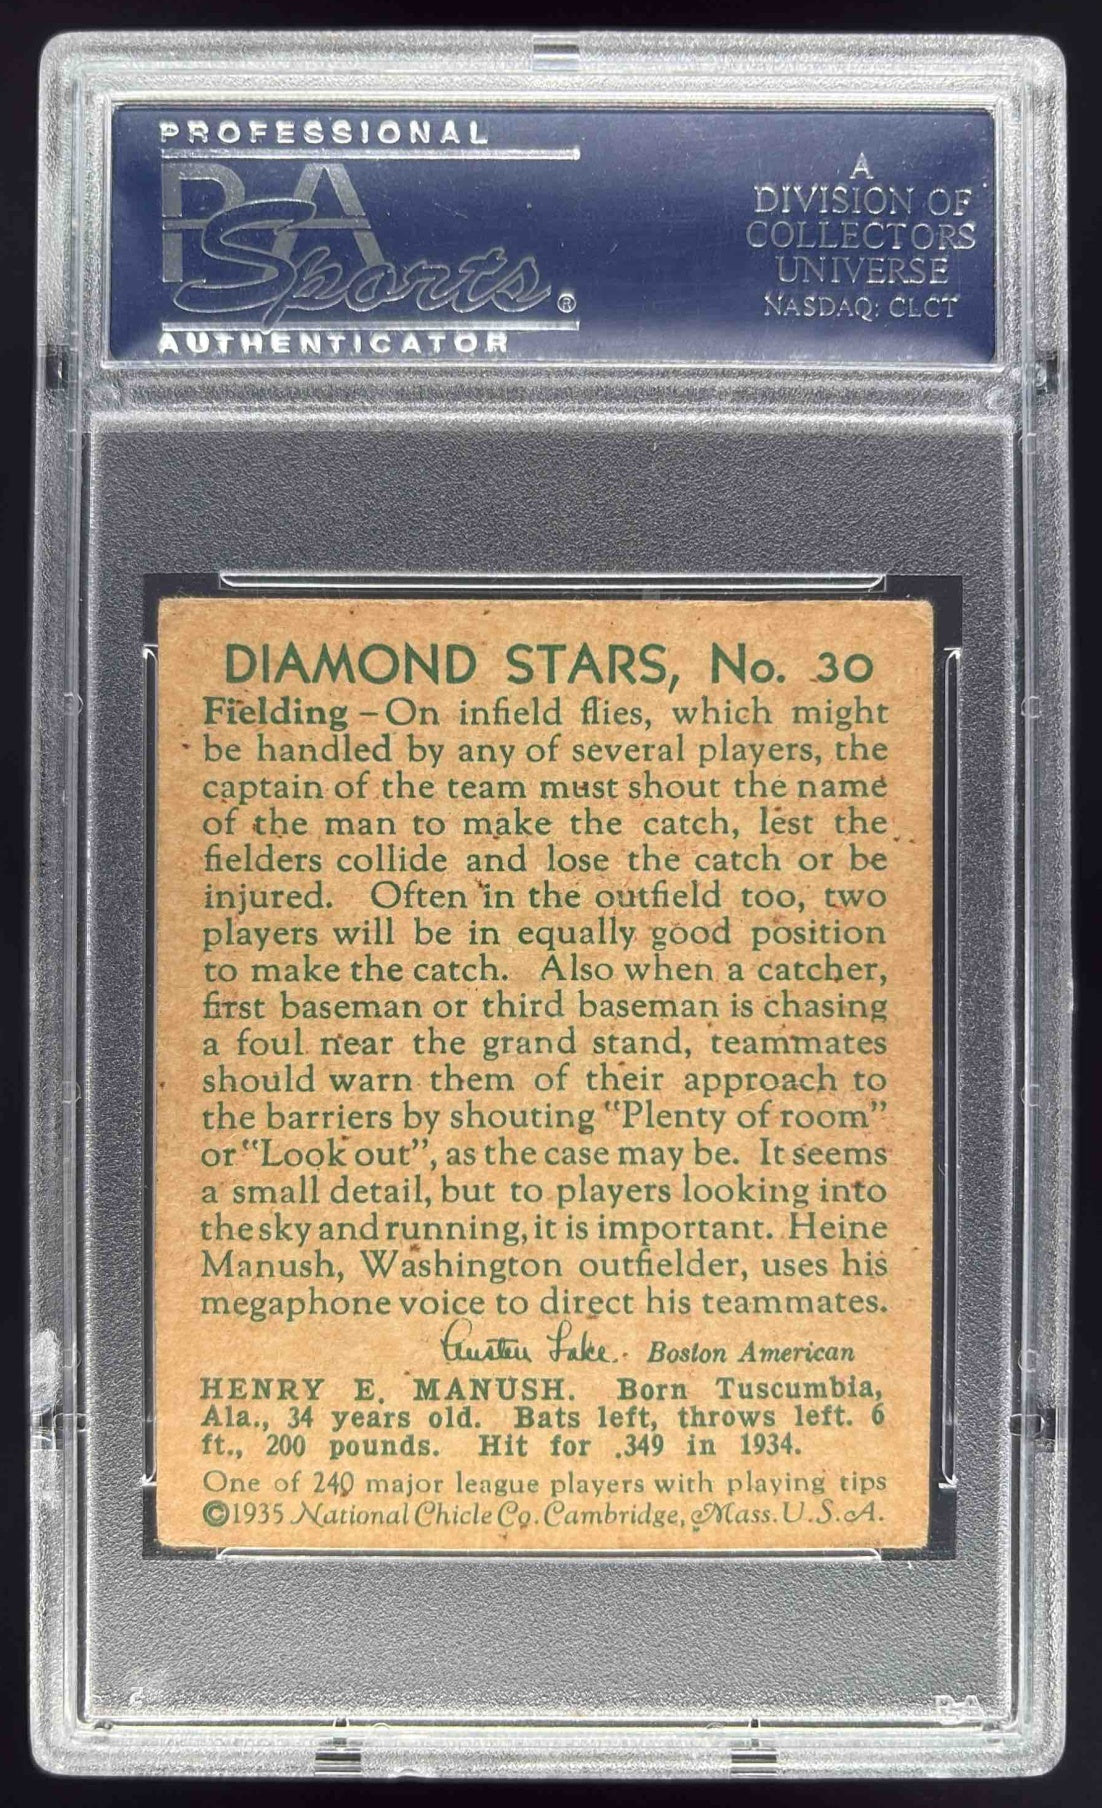 PROFESSIONAL
PSA
Sports ®
AUTHENTICATOR
A
DIVISION OF
COLLECTORS
UNIVERSE
NASDAQ: CLCT
DIAMOND STARS, No. 30
Fielding – On infield flies, which might
be handled by any of several players, the
captain of the team must shout the name
of the man to make the catch, lest the
fielders collide and lose the catch or be
injured. Often in the outfield too, two
players will be in equally good position
to make the catch. Also when a catcher,
first baseman or third baseman is chasing
a foul near the grand stand, teammates
should warn them of their approach to
the barriers by shouting "Plenty of room"
or "Look out", as the case may be. It seems
a small detail, but to players looking into
the sky and running, it is important. Heine
Manush, Washington outfielder, uses his
megaphone voice to direct his teammates.
Austen Lake. Boston American
HENRY E. MANUSH. Born Tuscumbia,
Ala., 34 years old. Bats left, throws left. 6
ft., 200 pounds. Hit for .349 in 1934.
One of 240 major league players with playing tips
©1935 National Chicle Co. Cambridge, Mass. U.S.A.
PSA